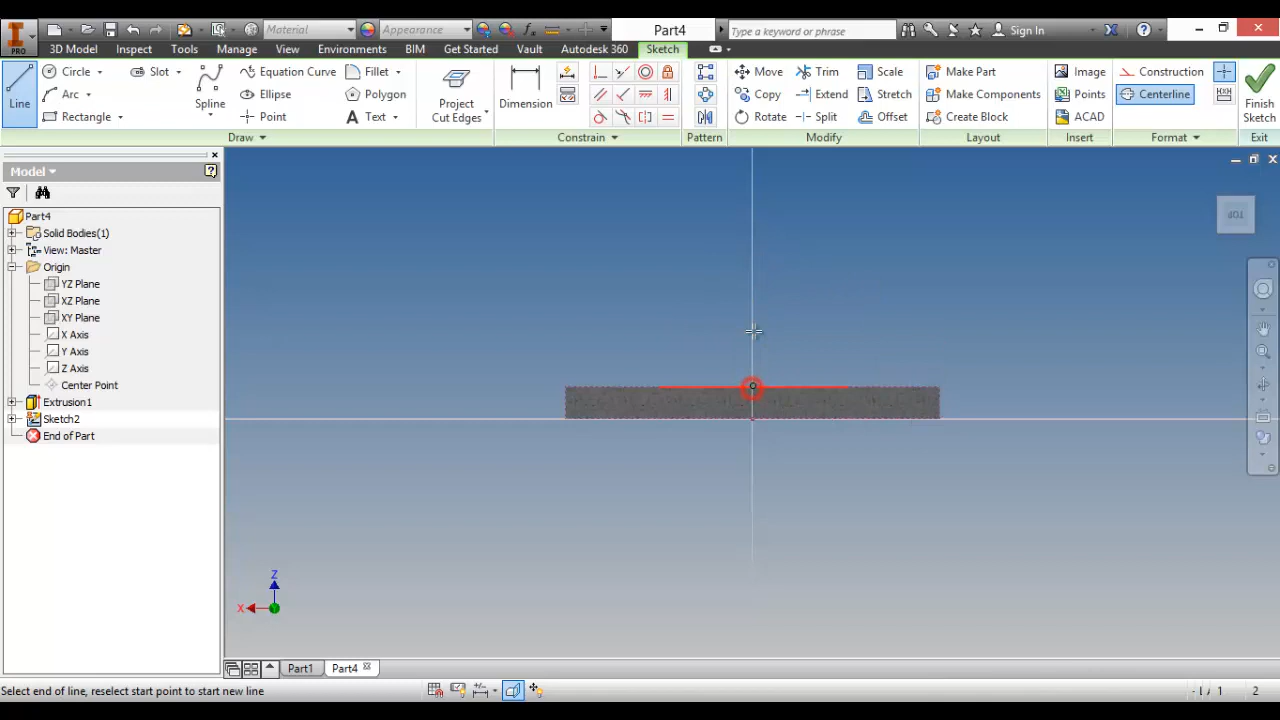 PRO
Material
Appearance
fx
Part4
Type a keyword or phrase
Sign In
3D Model Inspect Tools Manage View Environments BIM Get Started Vault Autodesk 360 Sketch
Line
Circle
Arc
Rectangle
Slot
Spline
Equation Curve
Ellipse
Point
Fillet
Polygon
A Text
Project
Cut Edges
Dimension
Move
Copy
Rotate
Trim
Extend
Split
Scale
Stretch
Offset
Make Part
Make Components
Create Block
Image
Points
ACAD
Construction
Centerline
Finish
Sketch
Draw Constrain Pattern Modify Layout Insert Format Exit
Model
Part4
Solid Bodies(1)
View: Master
Origin
YZ Plane
XZ Plane
XY Plane
X Axis
Y Axis
Z Axis
Center Point
Extrusion1
Sketch2
End of Part
TOP
Z
X
Part1 Part4
Select end of line, reselect start point to start new line
1 2